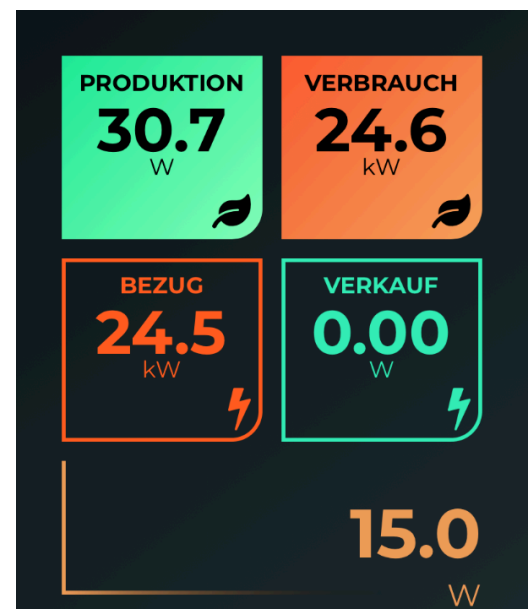 PRODUKTION
30.7
W
VERBRAUCH
24.6
kW
BEZUG
24.5
kW
VERKAUF
0.00
W
15.0
W